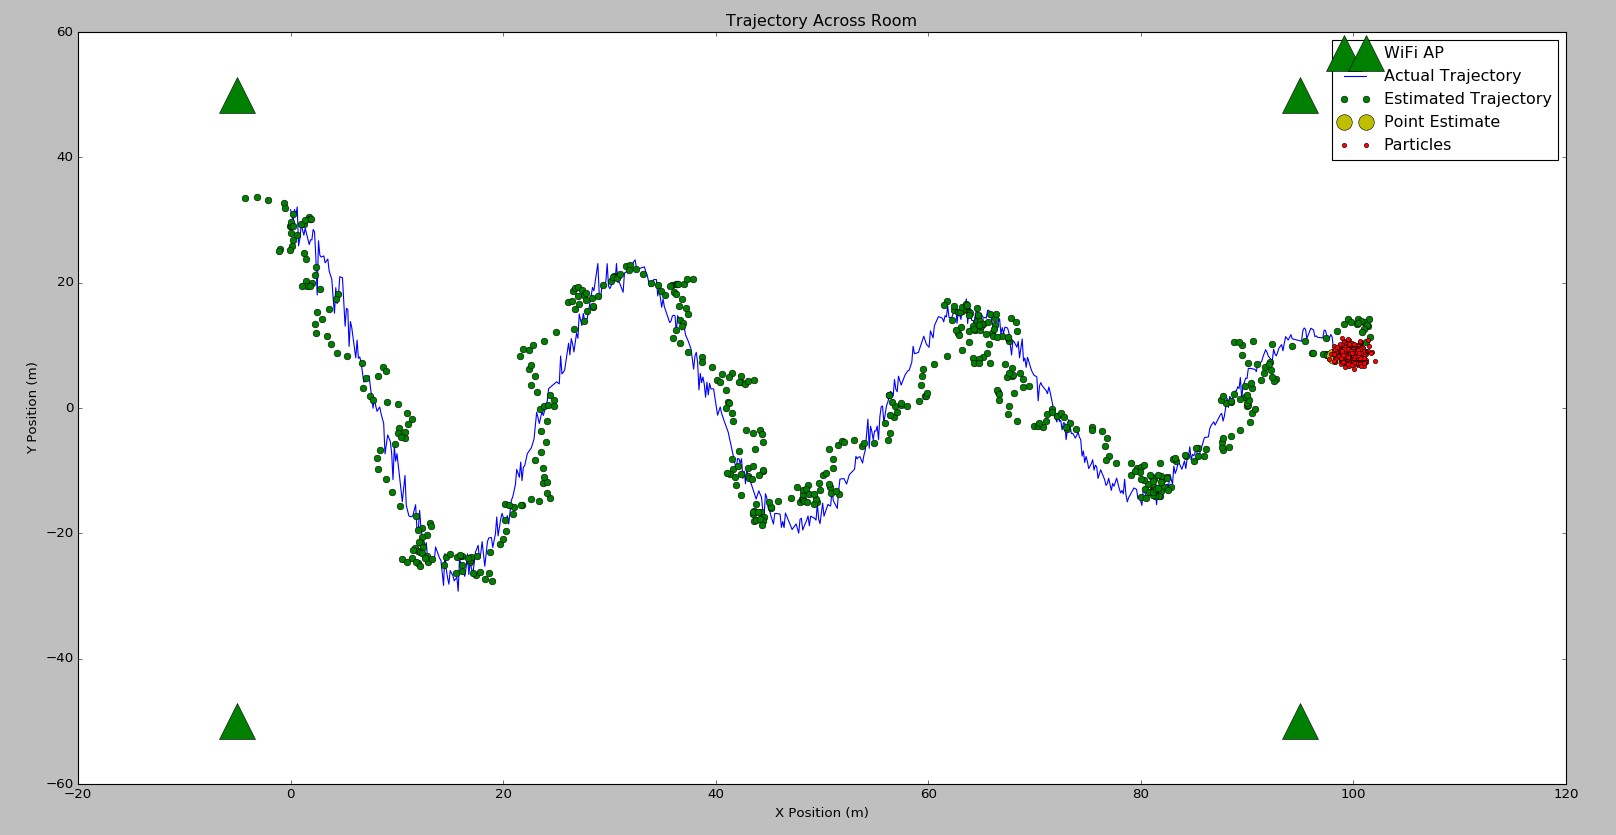 Trajectory Across Room
WiFi AP
Actual Trajectory
Estimated Trajectory
Point Estimate
Particles
60
40
20
0
−20
−40
−60
Y Position (m)
−20 0 20 40 60 80 100 120
X Position (m)